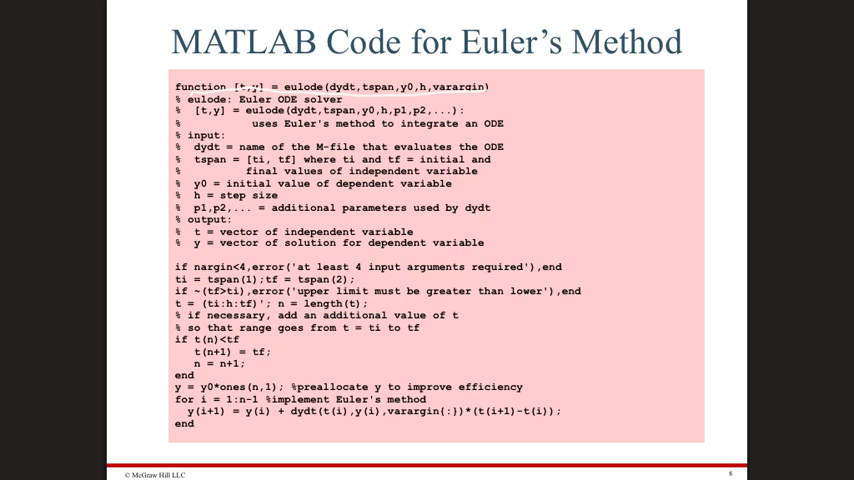 MATLAB Code for Euler's Method
function [t,y] = eulode(dydt,tspan,y0,h,varargin)
% eulode: Euler ODE solver
%  [t,y] = eulode(dydt,tspan,y0,h,p1,p2,...):
%           uses Euler's method to integrate an ODE
% input:
%  dydt = name of the M-file that evaluates the ODE
%  tspan = [ti, tf] where ti and tf = initial and
%          final values of independent variable
%  y0 = initial value of dependent variable
%  h = step size
%  p1,p2,... = additional parameters used by dydt
% output:
%  t = vector of independent variable
%  y = vector of solution for dependent variable
if nargin<4,error('at least 4 input arguments required'),end
ti = tspan(1);tf = tspan(2);
if ~(tf>ti),error('upper limit must be greater than lower'),end
t = (ti:h:tf)'; n = length(t);
% if necessary, add an additional value of t
% so that range goes from t = ti to tf
if t(n)<tf
   t(n+1) = tf;
   n = n+1;
end
y = y0*ones(n,1); %preallocate y to improve efficiency
for i = 1:n-1 %implement Euler's method
  y(i+1) = y(i) + dydt(t(i),y(i),varargin{:})*(t(i+1)-t(i));
end
© McGraw Hill LLC
8